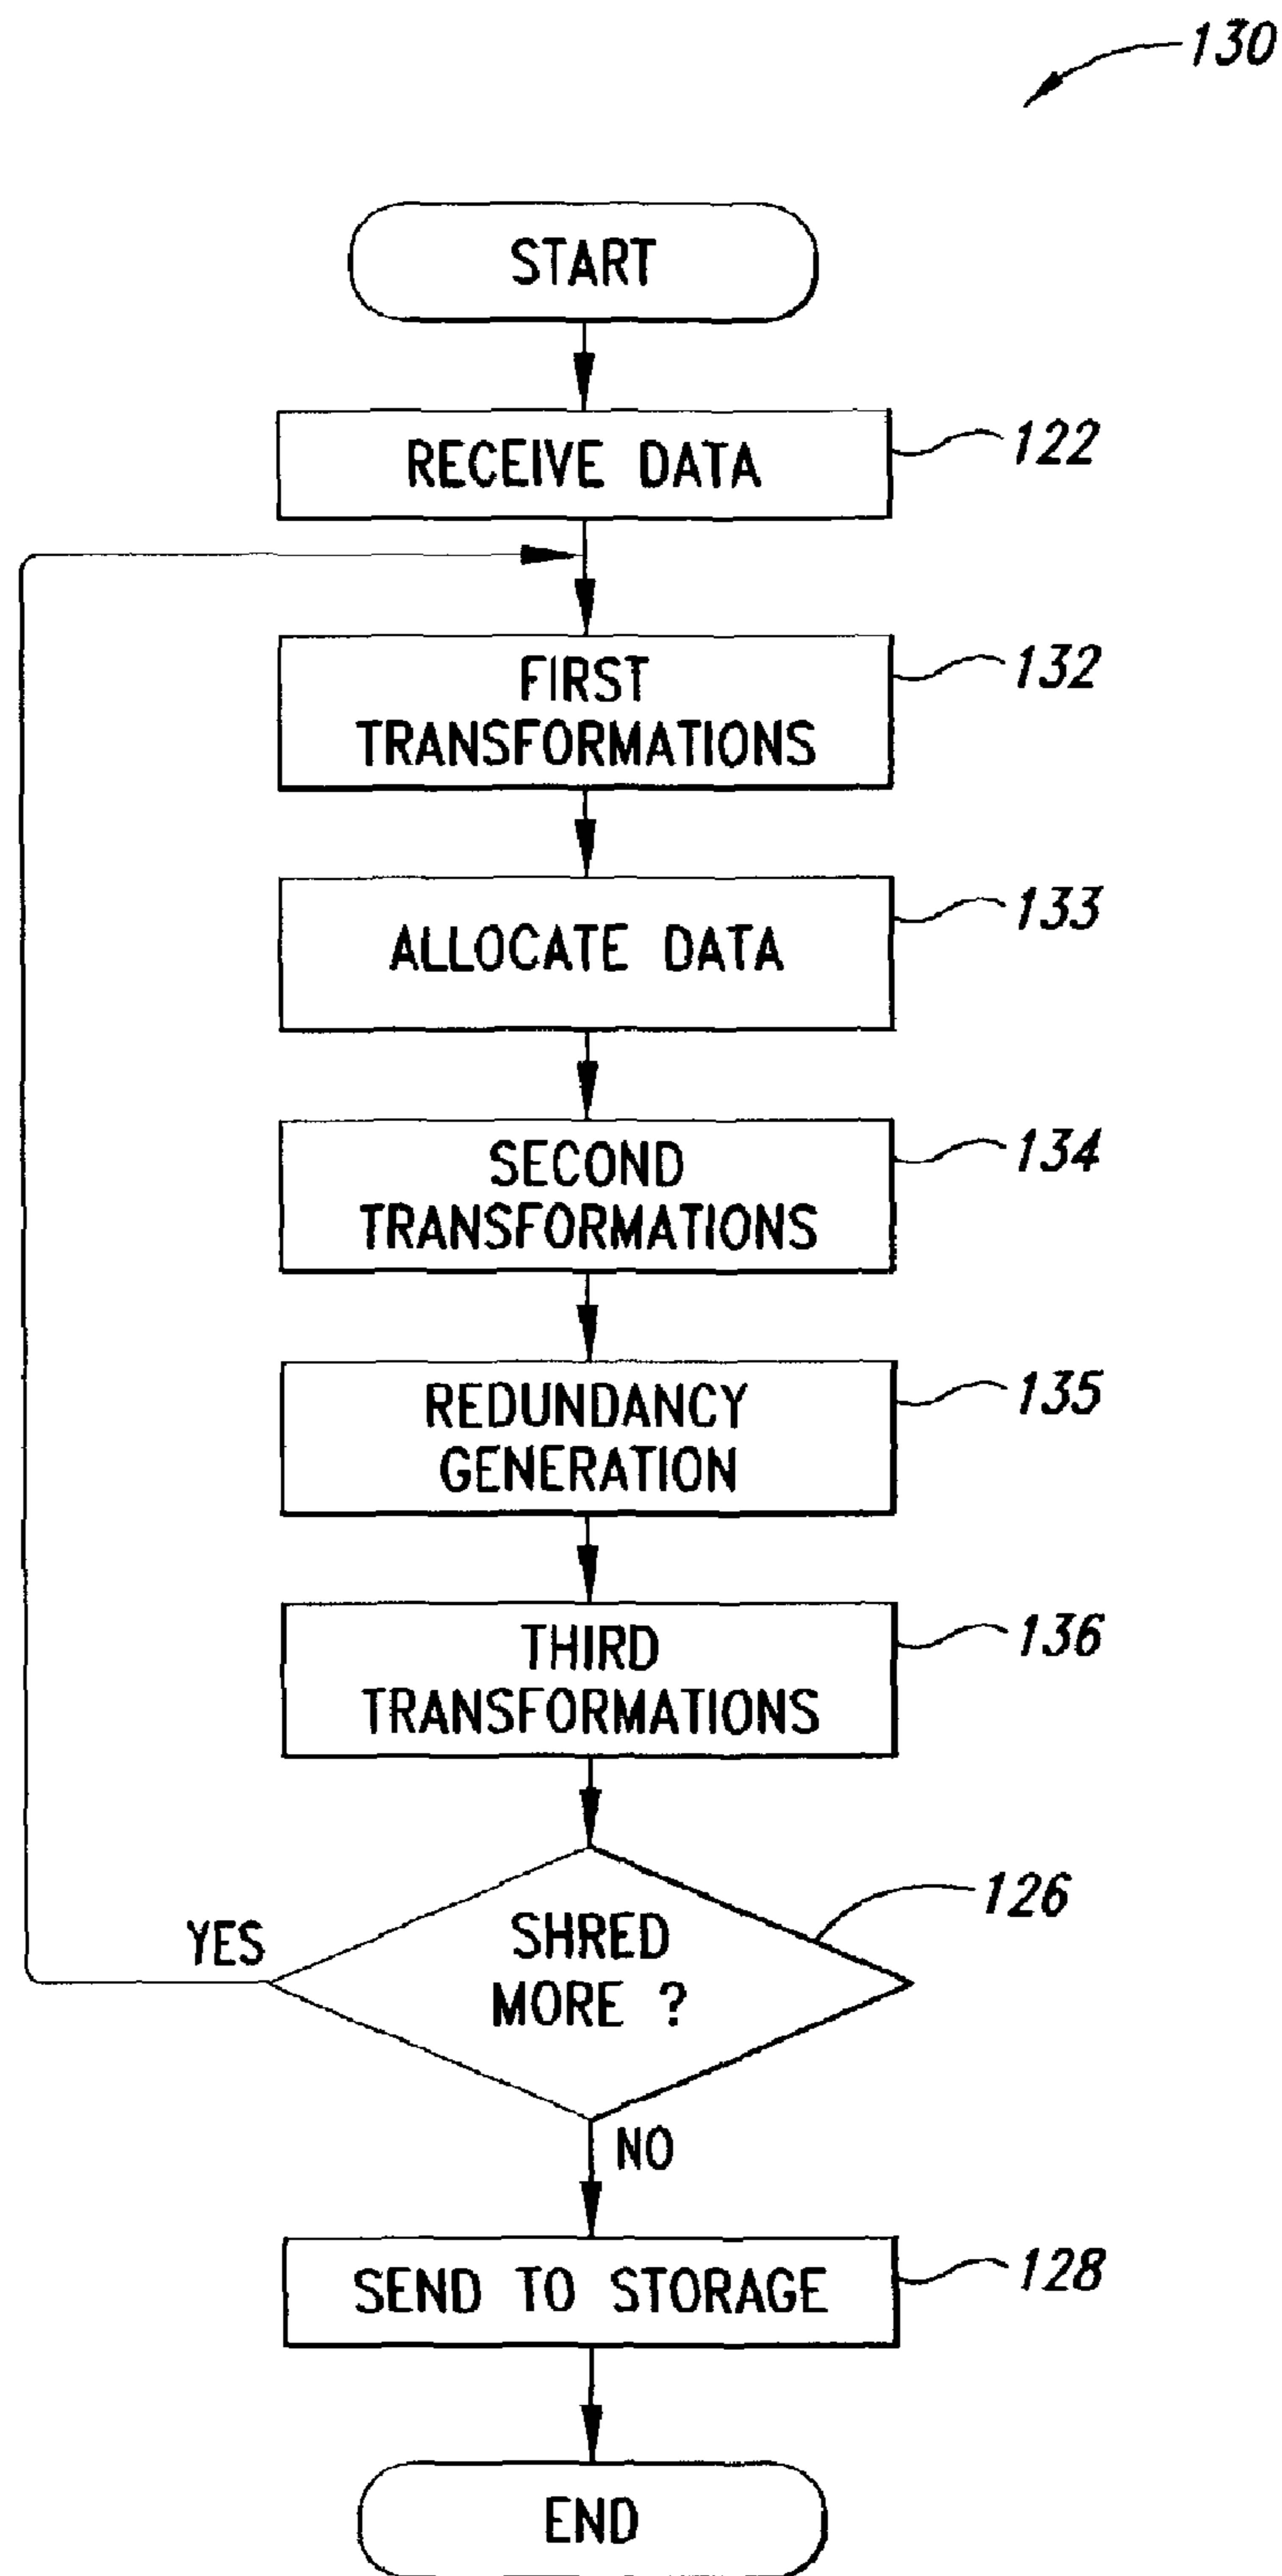 130
START
RECEIVE DATA
122
FIRST
TRANSFORMATIONS
132
ALLOCATE DATA
133
SECOND
TRANSFORMATIONS
134
REDUNDANCY
GENERATION
135
THIRD
TRANSFORMATIONS
136
SHRED
MORE ?
126
YES
NO
SEND TO STORAGE
128
END